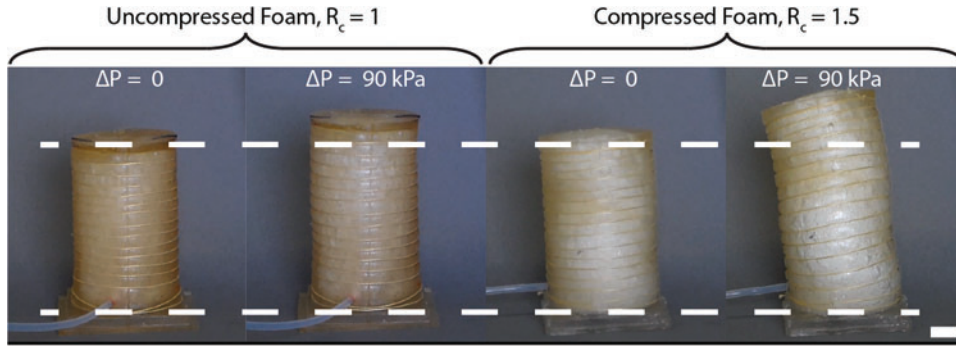 Uncompressed Foam, R_c = 1
Compressed Foam, R_c = 1.5
ΔP = 0
ΔP = 90 kPa
ΔP = 0
ΔP = 90 kPa